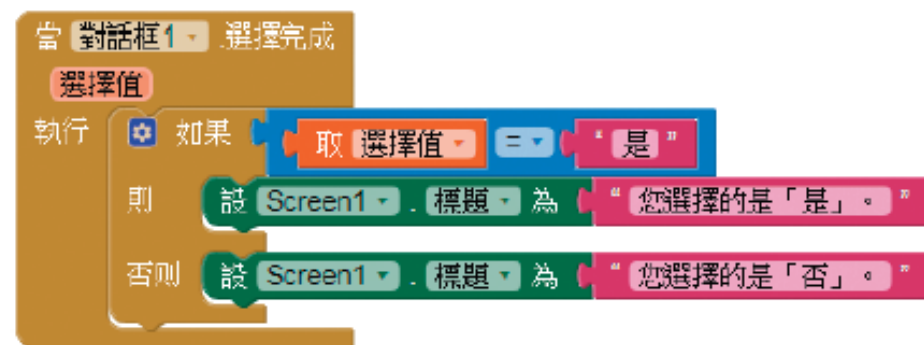 當 對話框1 .選擇完成
選擇值
執行 如果 取 選擇值 = " 是 "
則 設 Screen1 . 標題 為 " 您選擇的是「是」。 "
否則 設 Screen1 . 標題 為 " 您選擇的是「否」。 "